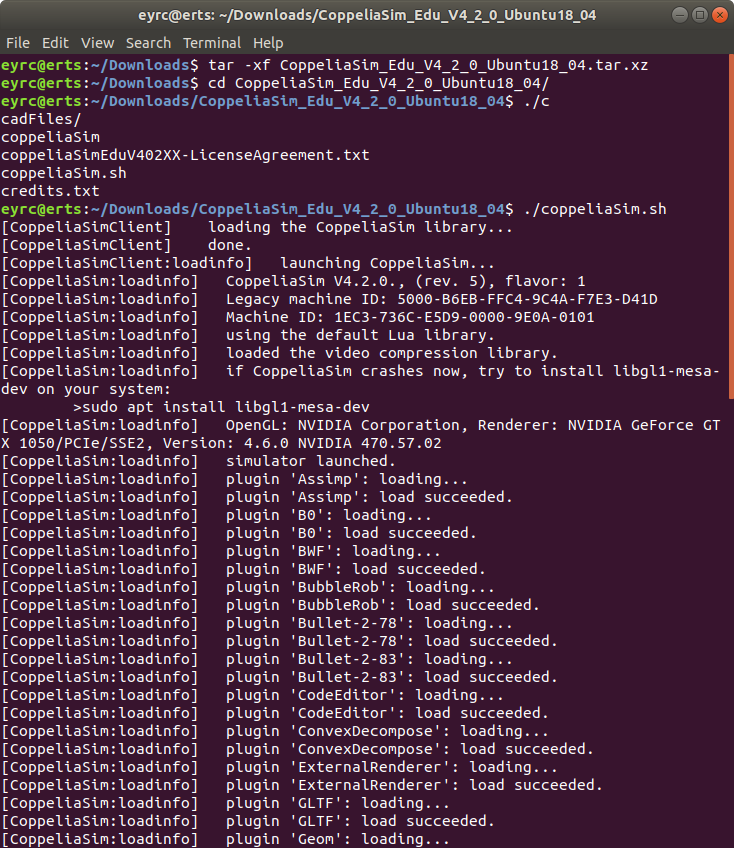 eyrc@erts: ~/Downloads/CoppeliaSim_Edu_V4_2_0_Ubuntu18_04
File Edit View Search Terminal Help
eyrc@erts:~/Downloads$ tar -xf CoppeliaSim_Edu_V4_2_0_Ubuntu18_04.tar.xz
eyrc@erts:~/Downloads$ cd CoppeliaSim_Edu_V4_2_0_Ubuntu18_04/
eyrc@erts:~/Downloads/CoppeliaSim_Edu_V4_2_0_Ubuntu18_04$ ./c
cadFiles/
coppeliaSim
coppeliaSimEduV402XX-LicenseAgreement.txt
coppeliaSim.sh
credits.txt
eyrc@erts:~/Downloads/CoppeliaSim_Edu_V4_2_0_Ubuntu18_04$ ./coppeliaSim.sh
[CoppeliaSimClient]    loading the CoppeliaSim library...
[CoppeliaSimClient]    done.
[CoppeliaSimClient:loadinfo]   launching CoppeliaSim...
[CoppeliaSim:loadinfo]   CoppeliaSim V4.2.0., (rev. 5), flavor: 1
[CoppeliaSim:loadinfo]   Legacy machine ID: 5000-B6EB-FFC4-9C4A-F7E3-D41D
[CoppeliaSim:loadinfo]   Machine ID: 1EC3-736C-E5D9-0000-9E0A-0101
[CoppeliaSim:loadinfo]   using the default Lua library.
[CoppeliaSim:loadinfo]   loaded the video compression library.
[CoppeliaSim:loadinfo]   if CoppeliaSim crashes now, try to install libgl1-mesa-
dev on your system:
        >sudo apt install libgl1-mesa-dev
[CoppeliaSim:loadinfo]   OpenGL: NVIDIA Corporation, Renderer: NVIDIA GeForce GT
X 1050/PCIe/SSE2, Version: 4.6.0 NVIDIA 470.57.02
[CoppeliaSim:loadinfo]   simulator launched.
[CoppeliaSim:loadinfo]   plugin 'Assimp': loading...
[CoppeliaSim:loadinfo]   plugin 'Assimp': load succeeded.
[CoppeliaSim:loadinfo]   plugin 'B0': loading...
[CoppeliaSim:loadinfo]   plugin 'B0': load succeeded.
[CoppeliaSim:loadinfo]   plugin 'BWF': loading...
[CoppeliaSim:loadinfo]   plugin 'BWF': load succeeded.
[CoppeliaSim:loadinfo]   plugin 'BubbleRob': loading...
[CoppeliaSim:loadinfo]   plugin 'BubbleRob': load succeeded.
[CoppeliaSim:loadinfo]   plugin 'Bullet-2-78': loading...
[CoppeliaSim:loadinfo]   plugin 'Bullet-2-78': load succeeded.
[CoppeliaSim:loadinfo]   plugin 'Bullet-2-83': loading...
[CoppeliaSim:loadinfo]   plugin 'Bullet-2-83': load succeeded.
[CoppeliaSim:loadinfo]   plugin 'CodeEditor': loading...
[CoppeliaSim:loadinfo]   plugin 'CodeEditor': load succeeded.
[CoppeliaSim:loadinfo]   plugin 'ConvexDecompose': loading...
[CoppeliaSim:loadinfo]   plugin 'ConvexDecompose': load succeeded.
[CoppeliaSim:loadinfo]   plugin 'ExternalRenderer': loading...
[CoppeliaSim:loadinfo]   plugin 'ExternalRenderer': load succeeded.
[CoppeliaSim:loadinfo]   plugin 'GLTF': loading...
[CoppeliaSim:loadinfo]   plugin 'GLTF': load succeeded.
[CoppeliaSim:loadinfo]   plugin 'Geom': loading...